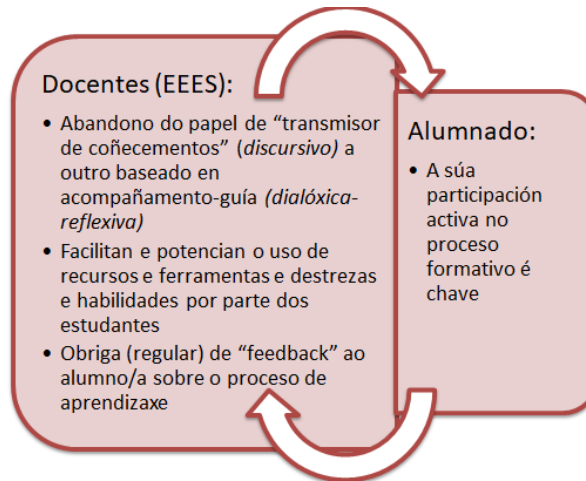 Docentes (EEES):
• Abandono do papel de “transmisor
de coñecementos” (discursivo) a
outro baseado en
acompañamento-guía (dialóxica-
reflexiva)
• Facilitan e potencian o uso de
recursos e ferramentas e destrezas
e habilidades por parte dos
estudantes
• Obriga (regular) de “feedback” ao
alumno/a sobre o proceso de
aprendizaxe
Alumnado:
• A súa
participación
activa no
proceso
formativo é
chave